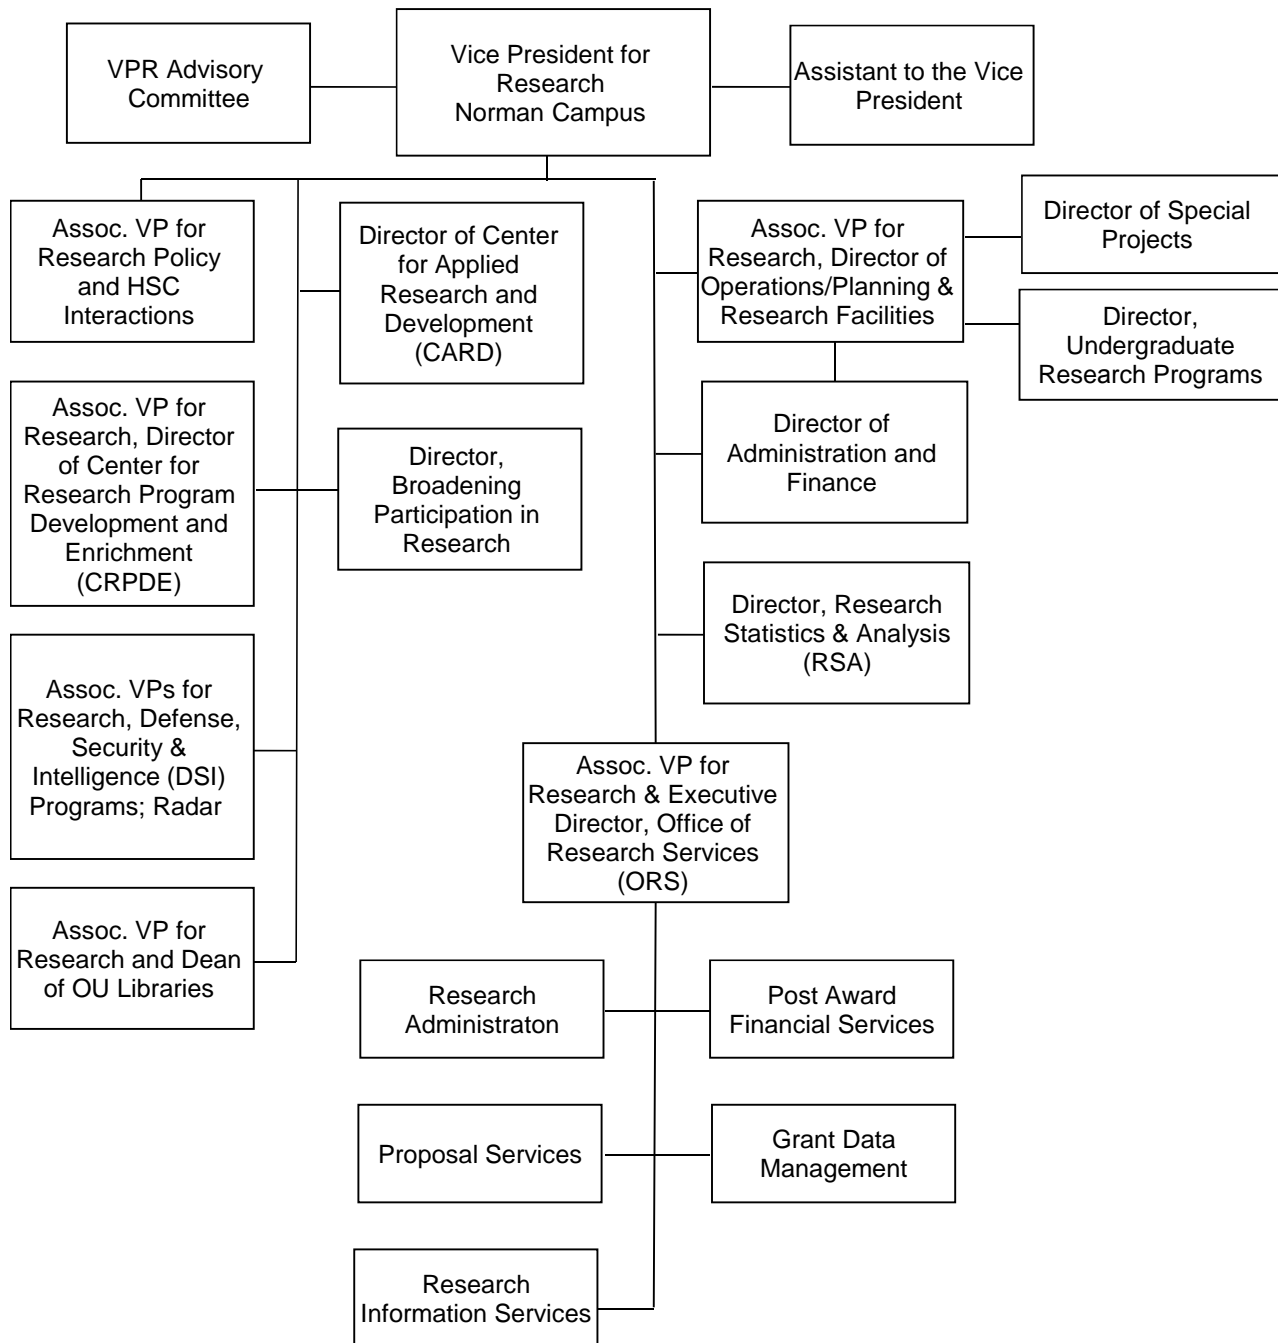 VPR Advisory
Committee
Vice President for
Research
Norman Campus
Assistant to the Vice
President
Assoc. VP for
Research Policy
and HSC
Interactions
Director of Center
for Applied
Research and
Development
(CARD)
Assoc. VP for
Research, Director of
Operations/Planning &
Research Facilities
Director of Special
Projects
Director,
Undergraduate
Research Programs
Assoc. VP for
Research, Director
of Center for
Research Program
Development and
Enrichment
(CRPDE)
Director,
Broadening
Participation in
Research
Director of
Administration and
Finance
Director, Research
Statistics & Analysis
(RSA)
Assoc. VPs for
Research, Defense,
Security &
Intelligence (DSI)
Programs; Radar
Assoc. VP for
Research & Executive
Director, Office of
Research Services
(ORS)
Assoc. VP for
Research and Dean
of OU Libraries
Research
Administraton
Post Award
Financial Services
Proposal Services
Grant Data
Management
Research
Information Services